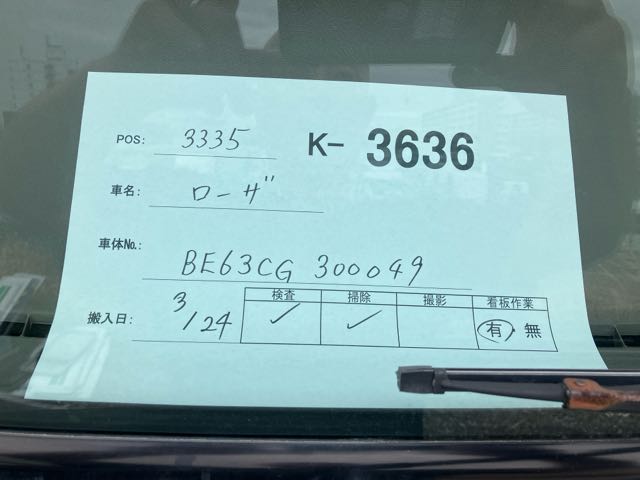 POS: 3335 K- 3636
車名: ローザ
車体No.: BE63CG 300049
検査 掃除 撮影 看板作業
搬入日: 3/24 ✓ ✓ 有・無